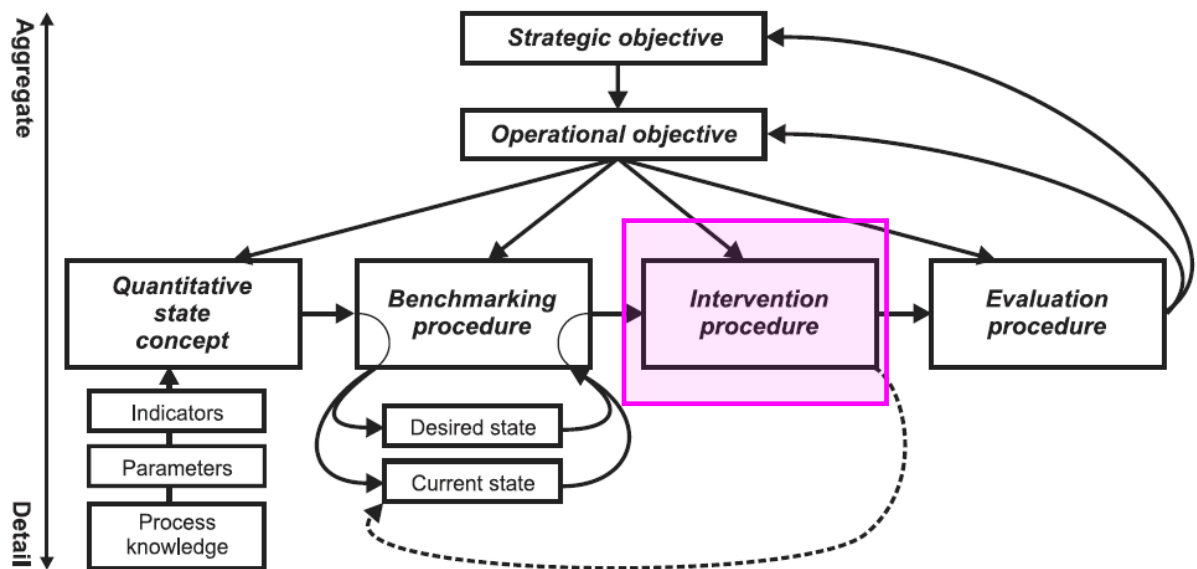 Aggregate
Detail
Strategic objective
Operational objective
Quantitative
state
concept
Benchmarking
procedure
Intervention
procedure
Evaluation
procedure
Indicators
Parameters
Process
knowledge
Desired state
Current state